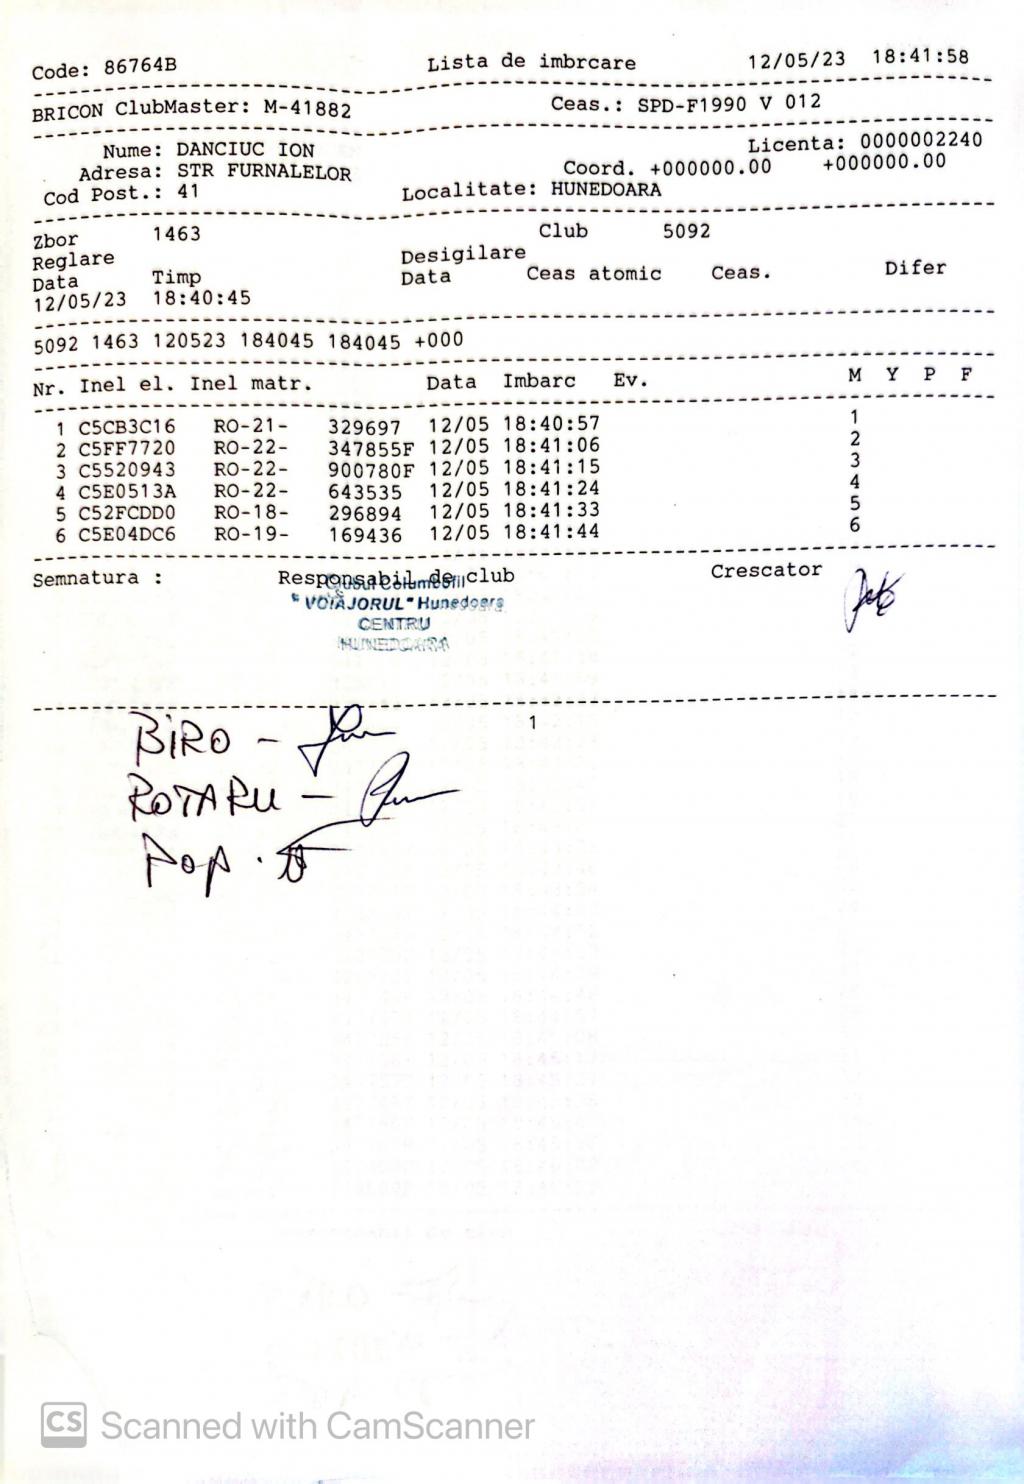 Code: 86764B Lista de imbrcare 12/05/23 18:41:58
BRICON ClubMaster: M-41882 Ceas.: SPD-F1990 V 012
Nume: DANCIUC ION Licenta: 0000002240
Adresa: STR FURNALELOR Coord. +000000.00 +000000.00
Cod Post.: 41 Localitate: HUNEDOARA
Zbor 1463 Club 5092
Reglare Desigilare
Data Timp Data Ceas atomic Ceas. Difer
12/05/23 18:40:45
5092 1463 120523 184045 184045 +000
Nr. Inel el. Inel matr. Data Imbarc Ev. M Y P F
1 C5CB3C16 RO-21- 329697 12/05 18:40:57 1
2 C5FF7720 RO-22- 347855F 12/05 18:41:06 2
3 C5520943 RO-22- 900780F 12/05 18:41:15 3
4 C5E0513A RO-22- 643535 12/05 18:41:24 4
5 C52FCDD0 RO-18- 296894 12/05 18:41:33 5
6 C5E04DC6 RO-19- 169436 12/05 18:41:44 6
Semnatura : Responsabil de club Crescator
Clubul Columbofil
"VOIAJORUL" Hunedoara
CENTRU
HUNEDOARA
1
BIRO -
ROTARU -
POP .
CS Scanned with CamScanner